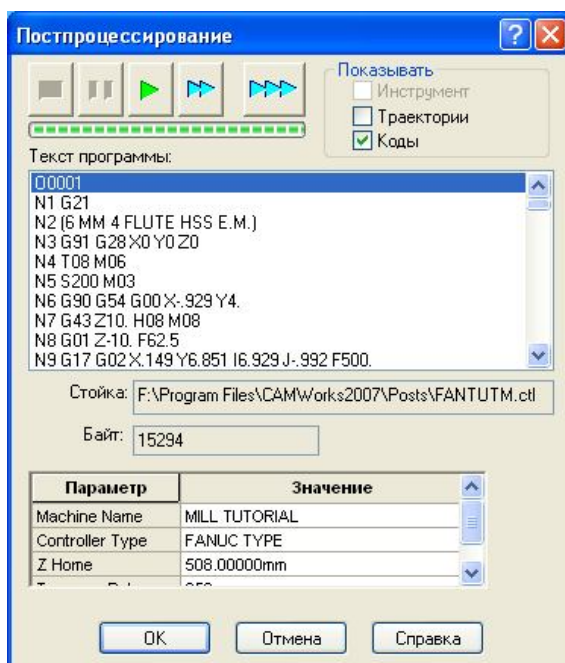 Постпроцессирование
Показывать
Инструмент
Траектории
Коды
Текст программы:
O0001
N1 G21
N2 (6 MM 4 FLUTE HSS E.M.)
N3 G91 G28 X0 Y0 Z0
N4 T08 M06
N5 S200 M03
N6 G90 G54 G00 X-.929 Y4.
N7 G43 Z10. H08 M08
N8 G01 Z-10. F62.5
N9 G17 G02 X.149 Y6.851 I6.929 J-.992 F500.
Стойка: F:\Program Files\CAMWorks2007\Posts\FANTUTM.ctl
Байт: 15294
Параметр Значение
Machine Name MILL TUTORIAL
Controller Type FANUC TYPE
Z Home 508.00000mm
OK Отмена Справка